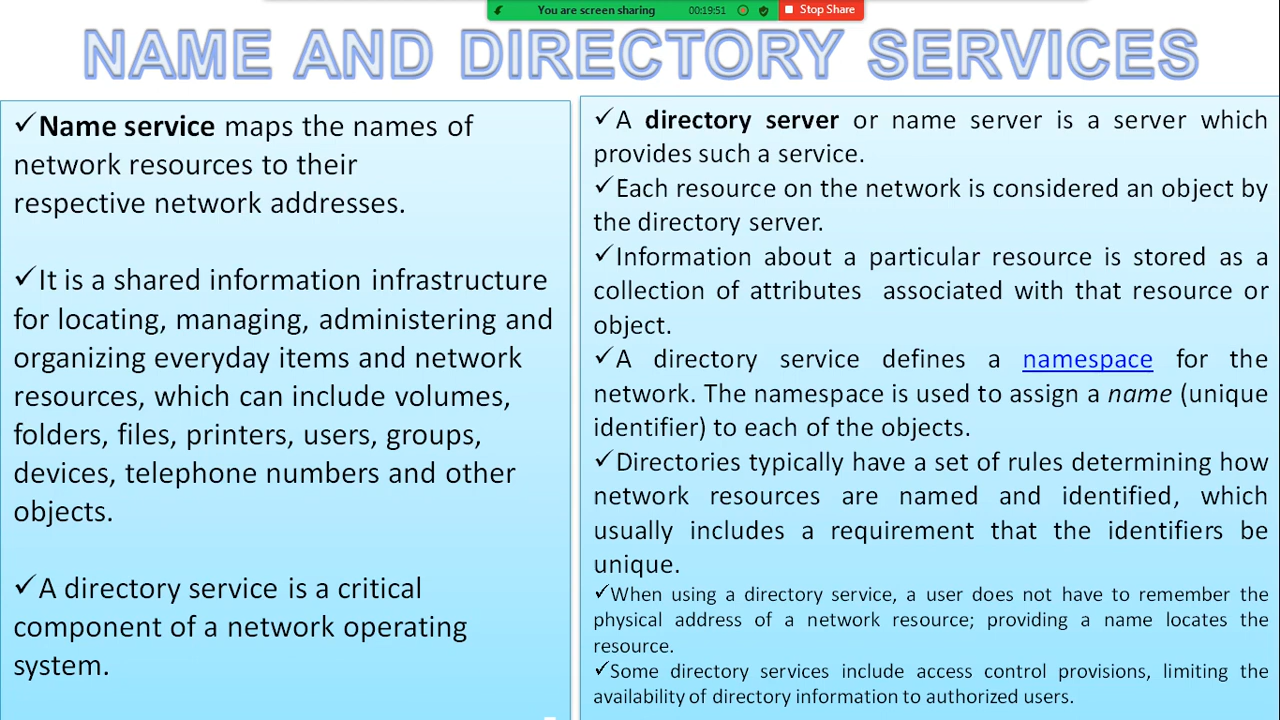 You are screen sharing 00:19:51 Stop Share
NAME AND DIRECTORY SERVICES
✓Name service maps the names of
network resources to their
respective network addresses.
✓It is a shared information infrastructure
for locating, managing, administering and
organizing everyday items and network
resources, which can include volumes,
folders, files, printers, users, groups,
devices, telephone numbers and other
objects.
✓A directory service is a critical
component of a network operating
system.
✓A directory server or name server is a server which
provides such a service.
✓Each resource on the network is considered an object by
the directory server.
✓Information about a particular resource is stored as a
collection of attributes associated with that resource or
object.
✓A directory service defines a namespace for the
network. The namespace is used to assign a name (unique
identifier) to each of the objects.
✓Directories typically have a set of rules determining how
network resources are named and identified, which
usually includes a requirement that the identifiers be
unique.
✓When using a directory service, a user does not have to remember the
physical address of a network resource; providing a name locates the
resource.
✓Some directory services include access control provisions, limiting the
availability of directory information to authorized users.